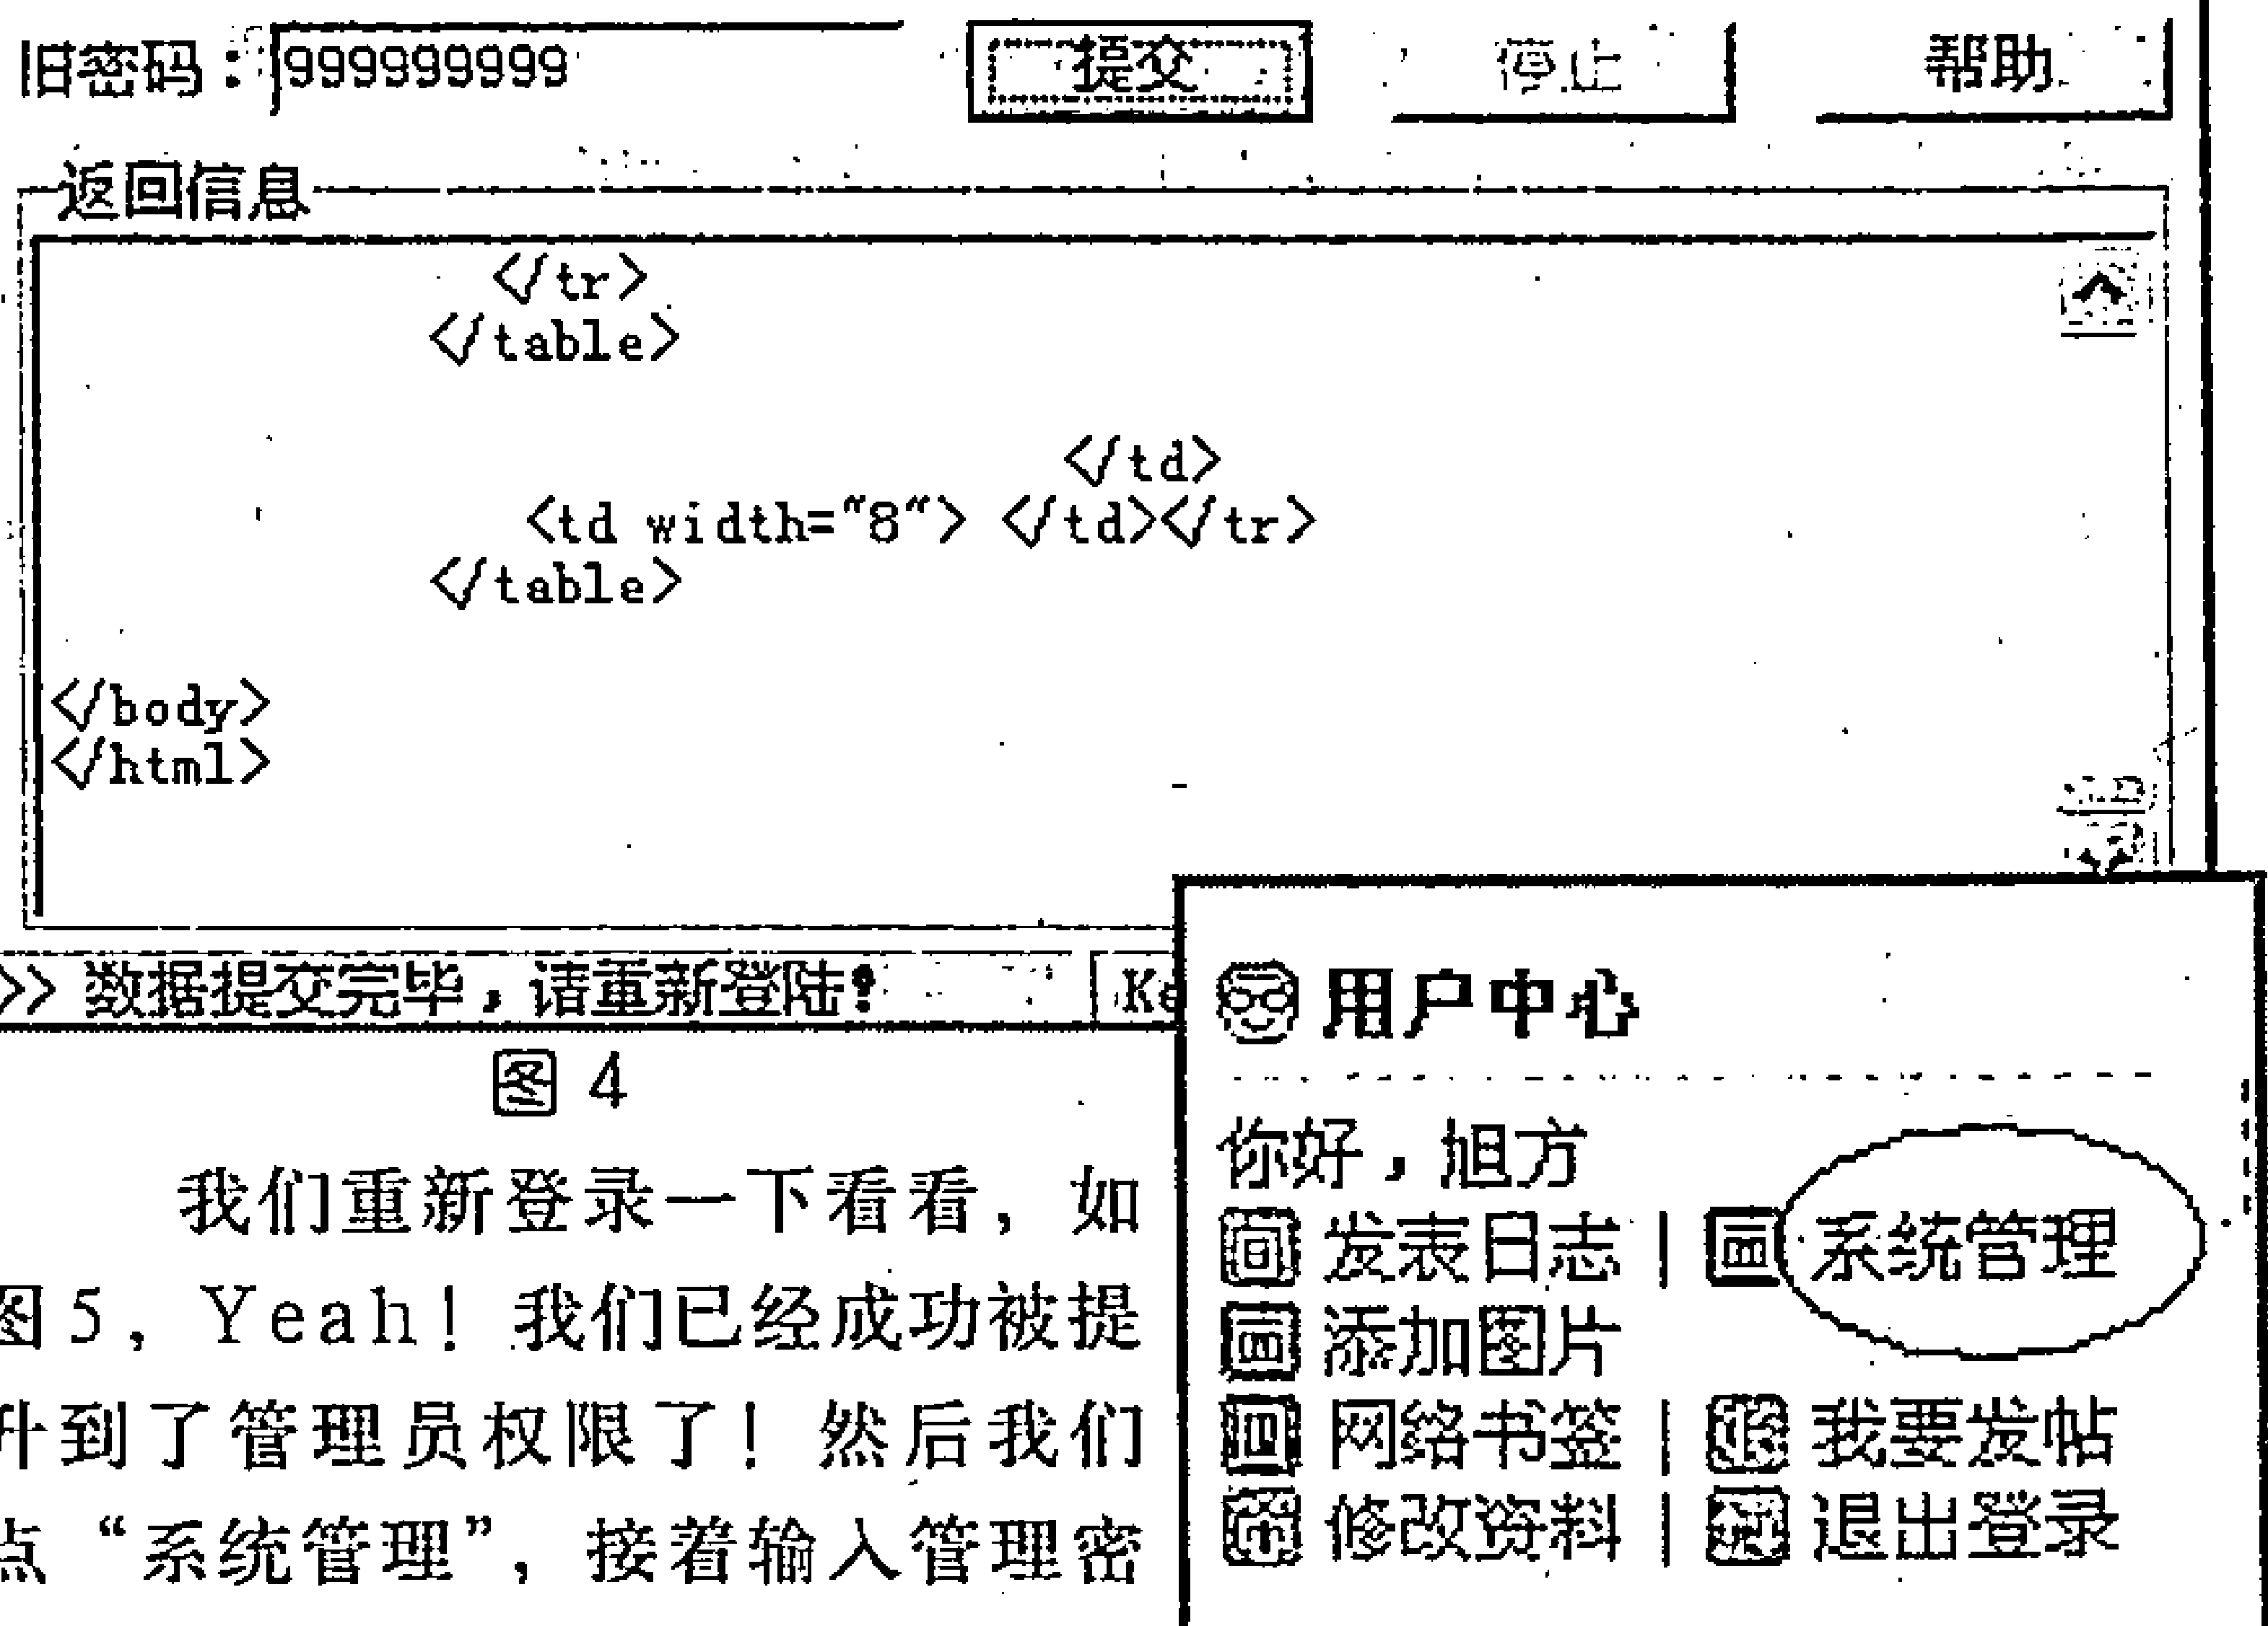 旧密码：999999999 提交 停止 帮助
返回信息
</tr>
</table>
</td>
<td width="8"> </td></tr>
</table>
</body>
</html>
>> 数据提交完毕，请重新登陆！ Ke
图 4
我们重新登录一下看看，如
图5，Yeah！我们已经成功被提
升到了管理员权限了！然后我们
点“系统管理”，接着输入管理密
用户中心
你好，旭方
发表日志 | 系统管理
添加图片
网络书签 | 我要发帖
修改资料 | 退出登录